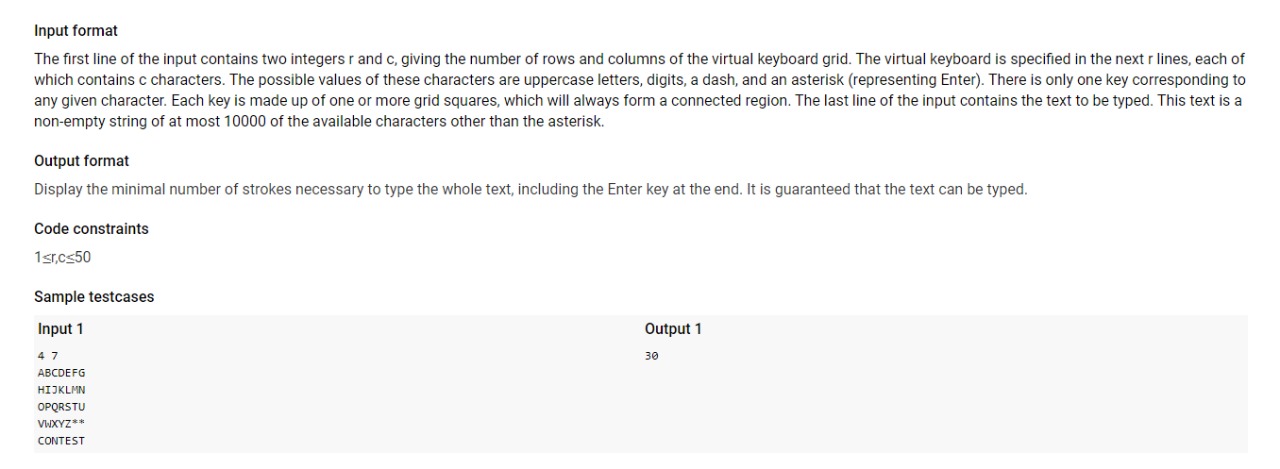 Input format
The first line of the input contains two integers r and c, giving the number of rows and columns of the virtual keyboard grid. The virtual keyboard is specified in the next r lines, each of
which contains c characters. The possible values of these characters are uppercase letters, digits, a dash, and an asterisk (representing Enter). There is only one key corresponding to
any given character. Each key is made up of one or more grid squares, which will always form a connected region. The last line of the input contains the text to be typed. This text is a
non-empty string of at most 10000 of the available characters other than the asterisk.
Output format
Display the minimal number of strokes necessary to type the whole text, including the Enter key at the end. It is guaranteed that the text can be typed.
Code constraints
1≤r,c≤50
Sample testcases
Input 1
Output 1
4 7
30
ABCDEFG
HIJKLMN
OPQRSTU
VWXYZ**
CONTEST